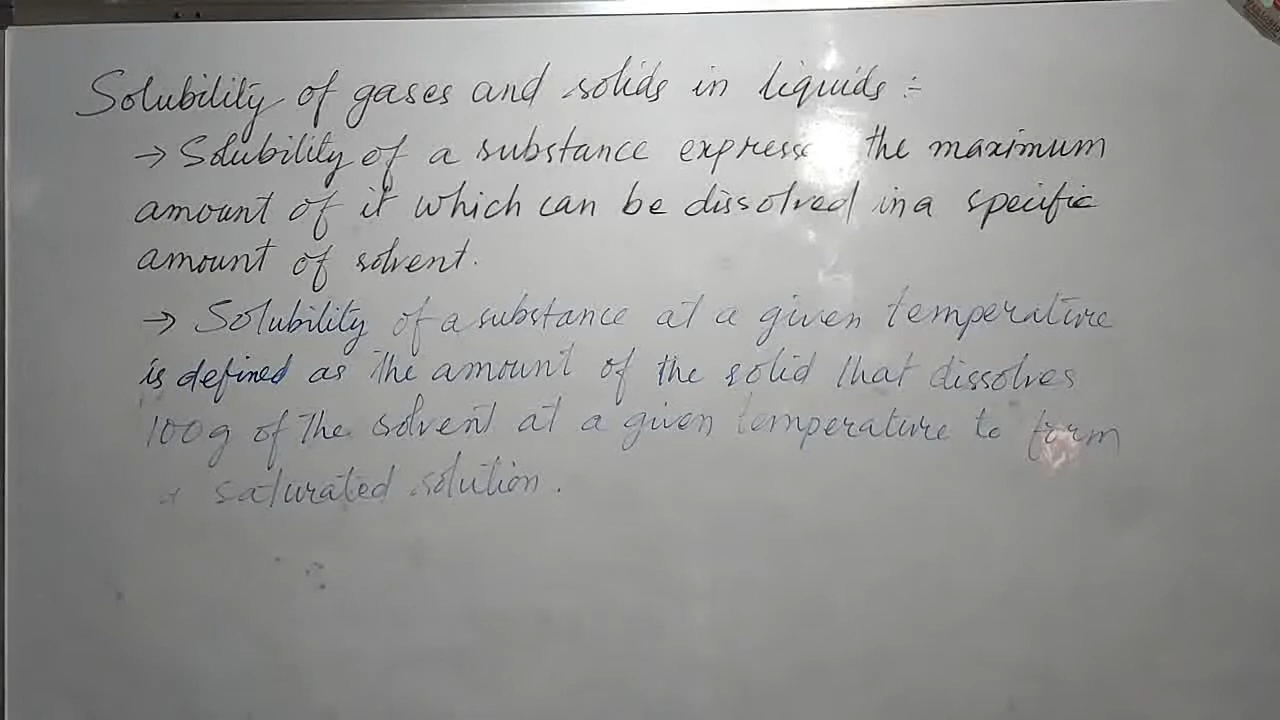 Solubility of gases and solids in liquids :-
→ Solubility of a substance express the maximum
amount of it which can be dissolved in a specific
amount of solvent.
→ Solubility of a substance at a given temperature
is defined as the amount of the solid that dissolves
100g of the solvent at a given temperature to form
a saturated solution.